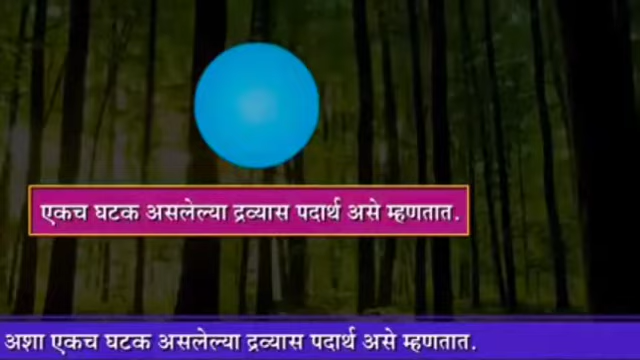 एकच घटक असलेल्या द्रव्यास पदार्थ असे म्हणतात.
अशा एकच घटक असलेल्या द्रव्यास पदार्थ असे म्हणतात.